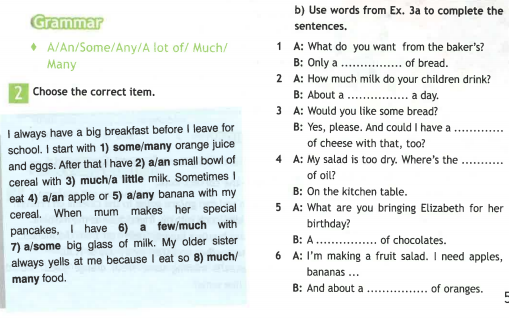 Grammar
♦ A/An/Some/Any/A lot of/ Much/
Many
2 Choose the correct item.
I always have a big breakfast before I leave for
school. I start with 1) some/many orange juice
and eggs. After that I have 2) a/an small bowl of
cereal with 3) much/a little milk. Sometimes I
eat 4) a/an apple or 5) a/any banana with my
cereal. When mum makes her special
pancakes, I have 6) a few/much with
7) a/some big glass of milk. My older sister
always yells at me because I eat so 8) much/
many food.
b) Use words from Ex. 3a to complete the
sentences.
1 A: What do you want from the baker's?
B: Only a ............... of bread.
2 A: How much milk do your children drink?
B: About a ............... a day.
3 A: Would you like some bread?
B: Yes, please. And could I have a ............
of cheese with that, too?
4 A: My salad is too dry. Where's the ..........
of oil?
B: On the kitchen table.
5 A: What are you bringing Elizabeth for her
birthday?
B: A ............... of chocolates.
6 A: I'm making a fruit salad. I need apples,
bananas ...
B: And about a ............... of oranges.